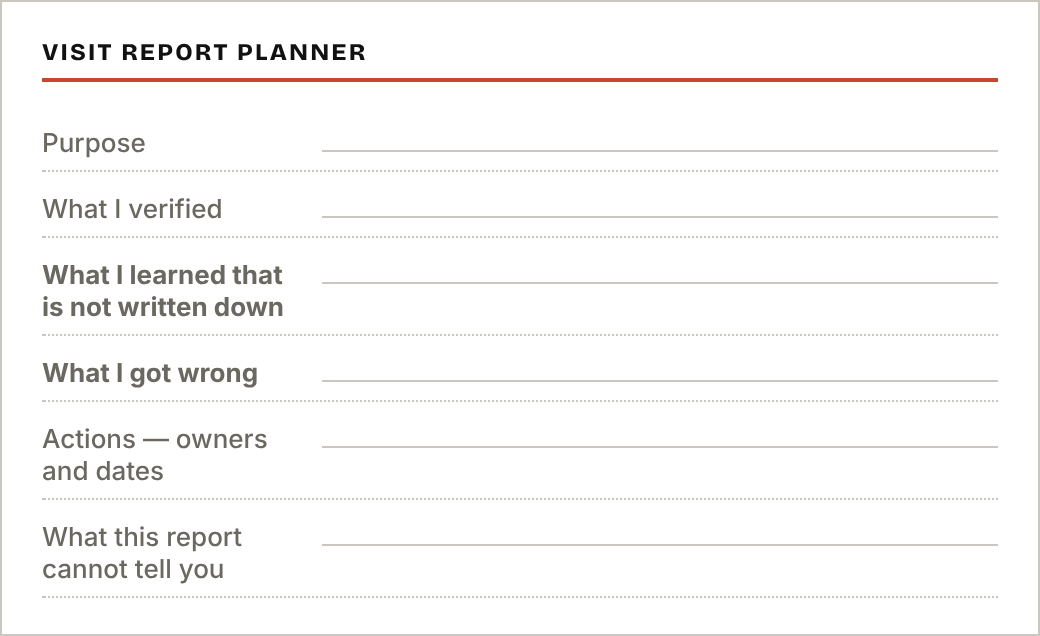 VISIT REPORT PLANNER
Purpose
What I verified
What I learned that
is not written down
What I got wrong
Actions — owners
and dates
What this report
cannot tell you